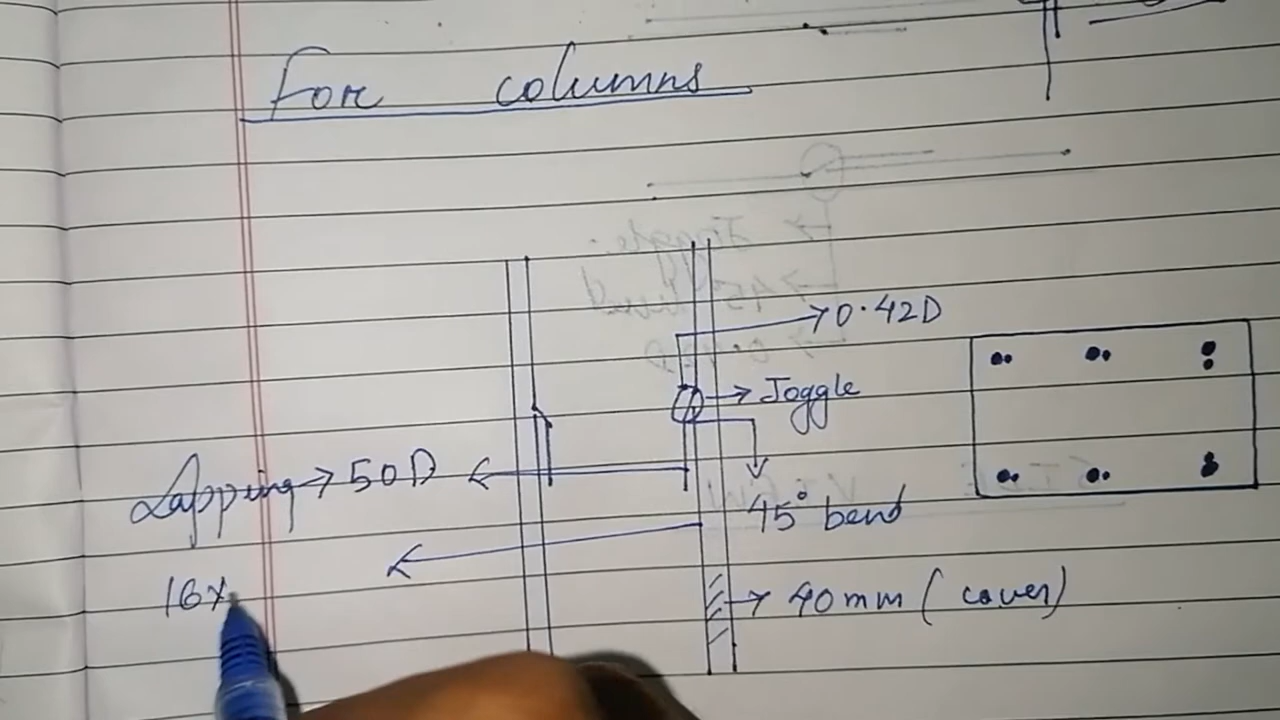 For columns
→ 0.42D
→ Joggle
Lapping → 50D
45° bend
16x
→ 40mm (cover)